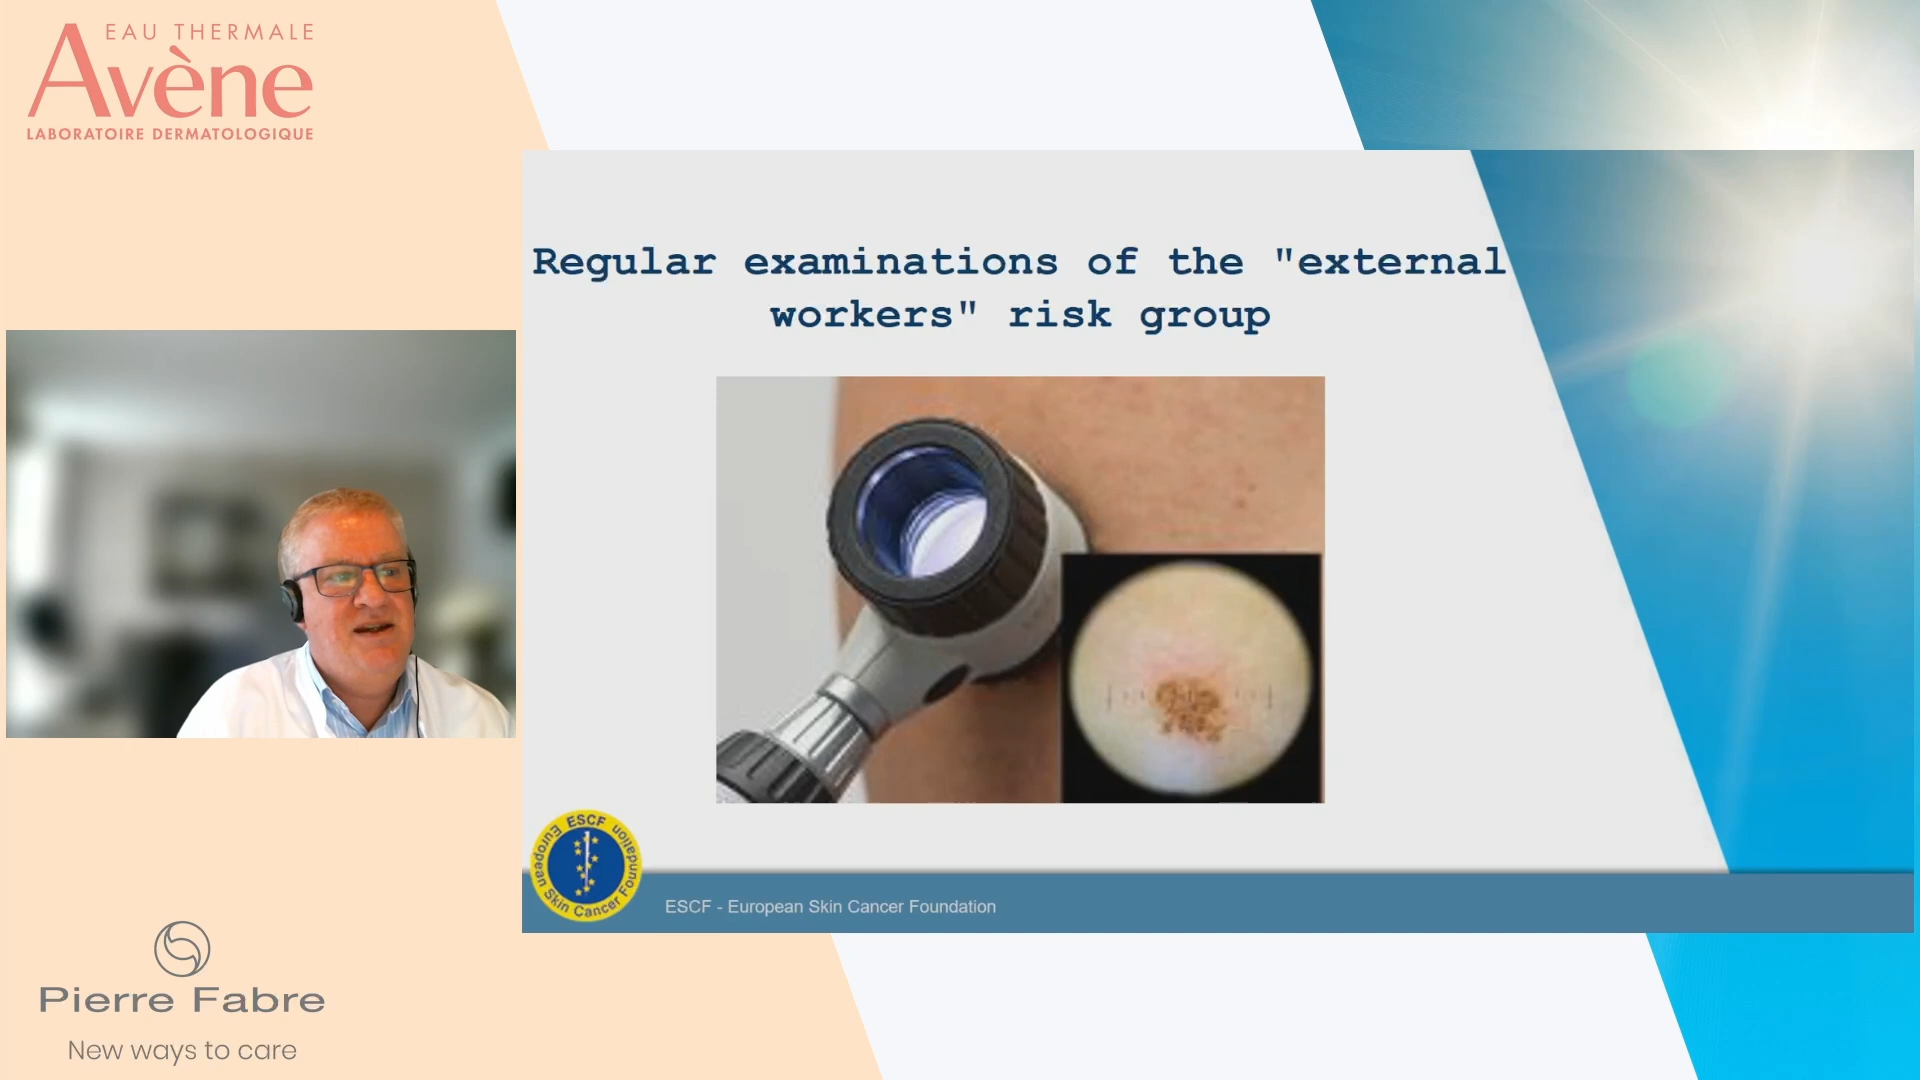 EAU THERMALE
Avène
LABORATOIRE DERMATOLOGIQUE
Regular examinations of the "external
workers" risk group
ESCF
European Skin Cancer Foundation
ESCF - European Skin Cancer Foundation
Pierre Fabre
New ways to care